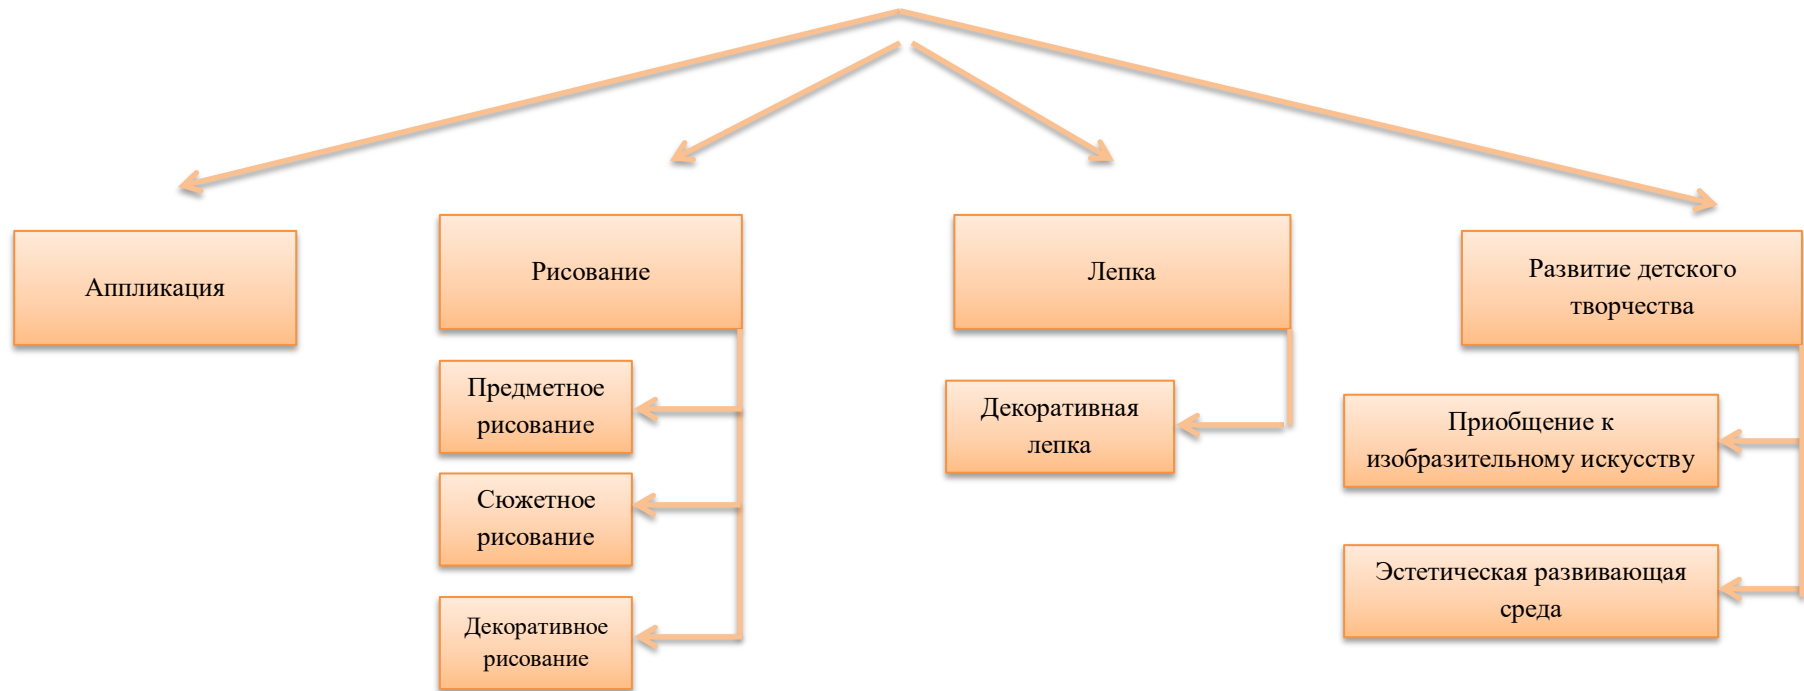 Аппликация
Рисование
Лепка
Развитие детского
творчества
Предметное
рисование
Сюжетное
рисование
Декоративное
рисование
Декоративная
лепка
Приобщение к
изобразительному искусству
Эстетическая развивающая
среда